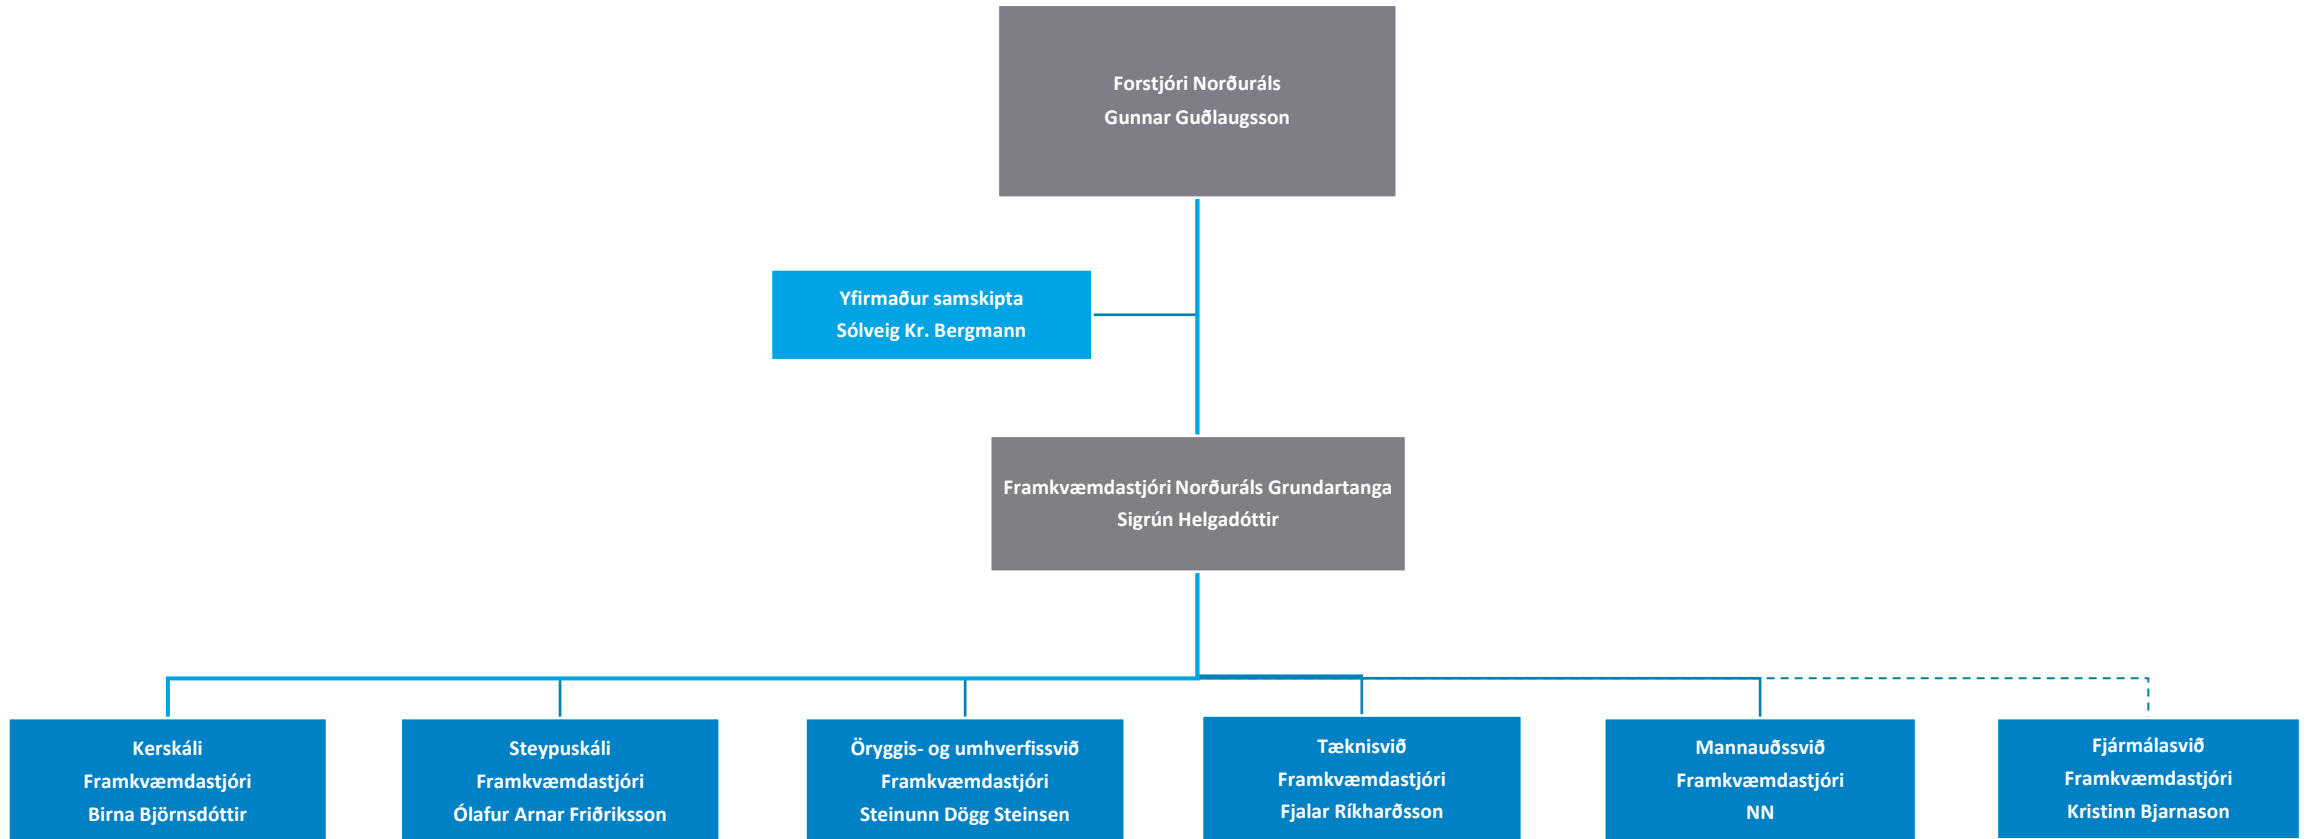 Forstjóri Norðuráls
Gunnar Guðlaugsson
Yfirmaður samskipta
Sólveig Kr. Bergmann
Framkvæmdastjóri Norðuráls Grundartanga
Sigrún Helgadóttir
Kerskáli
Framkvæmdastjóri
Birna Björnsdóttir
Steypuskáli
Framkvæmdastjóri
Ólafur Arnar Friðriksson
Öryggis- og umhverfissvið
Framkvæmdastjóri
Steinunn Dögg Steinsen
Tæknisvið
Framkvæmdastjóri
Fjalar Ríkharðsson
Mannauðssvið
Framkvæmdastjóri
NN
Fjármálasvið
Framkvæmdastjóri
Kristinn Bjarnason